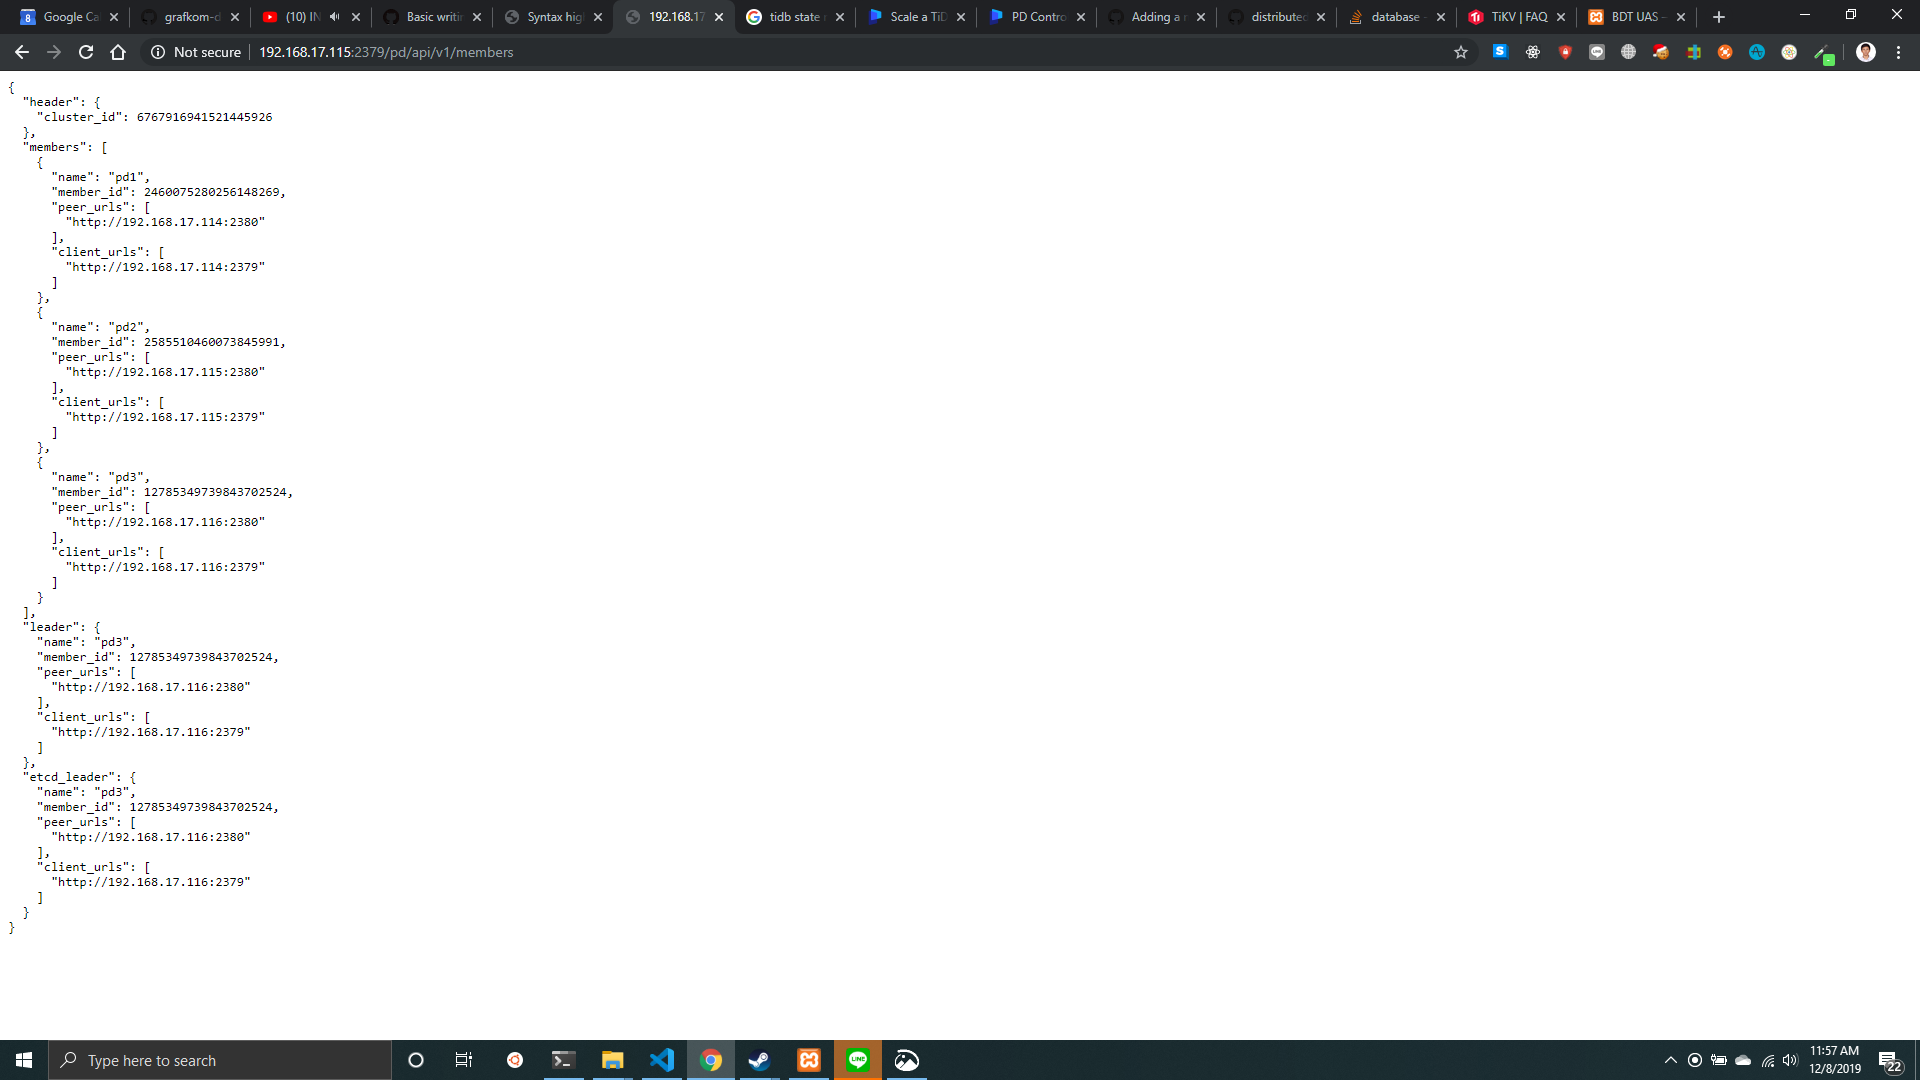 Google Ca
grafkom-d
(10) IN
Basic writin
Syntax hig
192.168.17
tidb state r
Scale a TiD
PD Contro
Adding a n
distributed
database -
TiKV | FAQ
BDT UAS –
Not secure
192.168.17.115:2379/pd/api/v1/members
{
"header": {
"cluster_id": 6767916941521445926
},
"members": [
{
"name": "pd1",
"member_id": 2460075280256148269,
"peer_urls": [
"http://192.168.17.114:2380"
],
"client_urls": [
"http://192.168.17.114:2379"
]
},
{
"name": "pd2",
"member_id": 2585510460073845991,
"peer_urls": [
"http://192.168.17.115:2380"
],
"client_urls": [
"http://192.168.17.115:2379"
]
},
{
"name": "pd3",
"member_id": 12785349739843702524,
"peer_urls": [
"http://192.168.17.116:2380"
],
"client_urls": [
"http://192.168.17.116:2379"
]
}
],
"leader": {
"name": "pd3",
"member_id": 12785349739843702524,
"peer_urls": [
"http://192.168.17.116:2380"
],
"client_urls": [
"http://192.168.17.116:2379"
]
},
"etcd_leader": {
"name": "pd3",
"member_id": 12785349739843702524,
"peer_urls": [
"http://192.168.17.116:2380"
],
"client_urls": [
"http://192.168.17.116:2379"
]
}
}
Type here to search
11:57 AM
12/8/2019
22